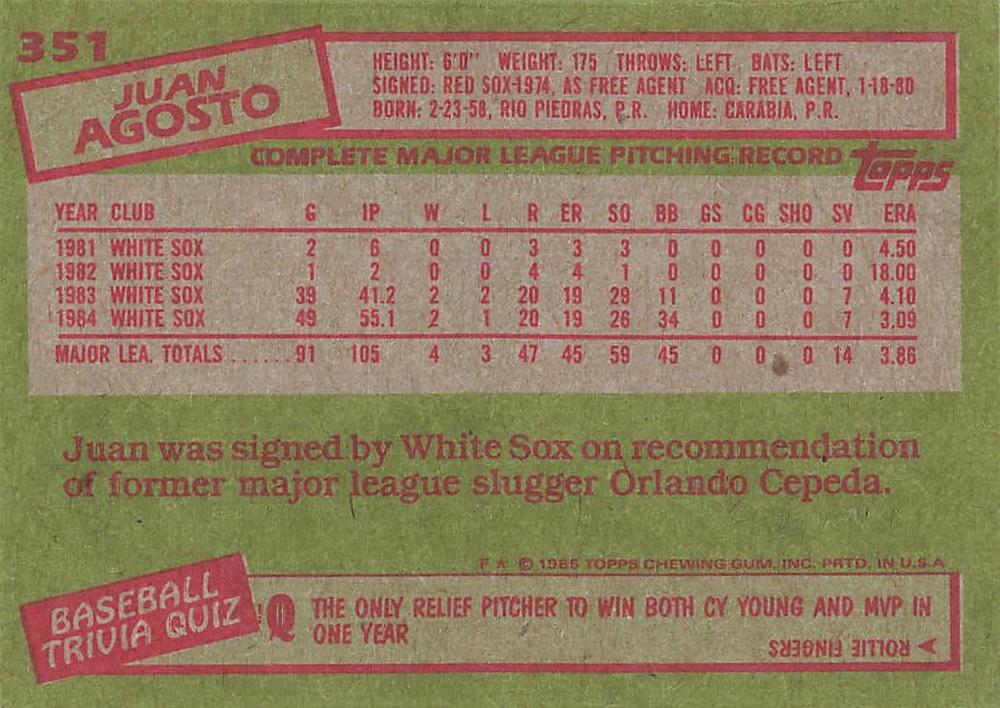 351
JUAN
AGOSTO
HEIGHT: 6'0" WEIGHT: 175 THROWS: LEFT BATS: LEFT
SIGNED: RED SOX-1974, AS FREE AGENT ACQ: FREE AGENT, 1-18-80
BORN: 2-23-58, RIO PIEDRAS, P.R. HOME: CARABIA, P.R.
COMPLETE MAJOR LEAGUE PITCHING RECORD topps
YEAR CLUB G IP W L R ER SO BB GS CG SHO SV ERA
1981 WHITE SOX 2 6 0 0 3 3 3 0 0 0 0 0 4.50
1982 WHITE SOX 1 2 0 0 4 4 1 0 0 0 0 0 18.00
1983 WHITE SOX 39 41.2 2 2 20 19 29 11 0 0 0 7 4.10
1984 WHITE SOX 49 55.1 2 1 20 19 26 34 0 0 0 7 3.09
MAJOR LEA. TOTALS ......91 105 4 3 47 45 59 45 0 0 0 14 3.86
Juan was signed by White Sox on recommendation
of former major league slugger Orlando Cepeda.
F ★ © 1985 TOPPS CHEWING GUM, INC. PRTD. IN U.S.A
BASEBALL
TRIVIA QUIZ
Q THE ONLY RELIEF PITCHER TO WIN BOTH CY YOUNG AND MVP IN
ONE YEAR
ROLLIE FINGERS